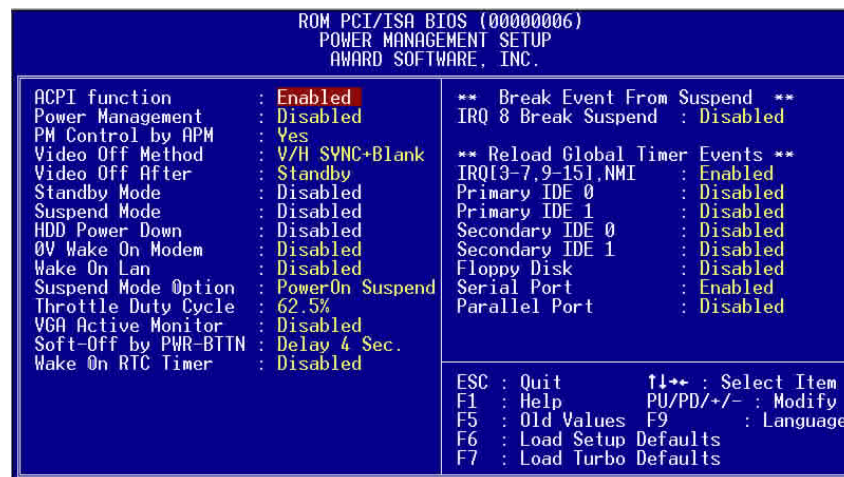 ROM PCI/ISA BIOS (00000006)
POWER MANAGEMENT SETUP
AWARD SOFTWARE, INC.
ACPI function : Enabled
Power Management : Disabled
PM Control by APM : Yes
Video Off Method : V/H SYNC+Blank
Video Off After : Standby
Standby Mode : Disabled
Suspend Mode : Disabled
HDD Power Down : Disabled
0V Wake On Modem : Disabled
Wake On Lan : Disabled
Suspend Mode Option : PowerOn Suspend
Throttle Duty Cycle : 62.5%
VGA Active Monitor : Disabled
Soft-Off by PWR-BTTN : Delay 4 Sec.
Wake On RTC Timer : Disabled
** Break Event From Suspend **
IRQ 8 Break Suspend : Disabled
** Reload Global Timer Events **
IRQ[3-7,9-15],NMI : Enabled
Primary IDE 0 : Disabled
Primary IDE 1 : Disabled
Secondary IDE 0 : Disabled
Secondary IDE 1 : Disabled
Floppy Disk : Disabled
Serial Port : Enabled
Parallel Port : Disabled
ESC : Quit ↑↓→← : Select Item
F1 : Help PU/PD/+/- : Modify
F5 : Old Values F9 : Language
F6 : Load Setup Defaults
F7 : Load Turbo Defaults